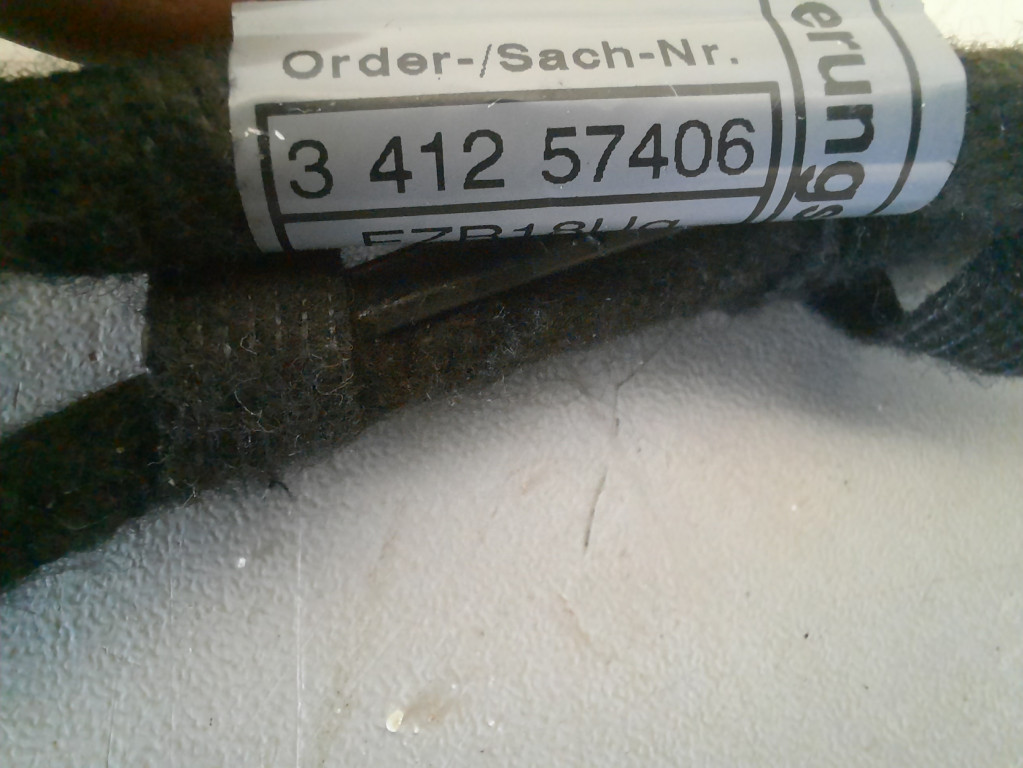 Order-/Sach-Nr.
3 412 57406
erungs